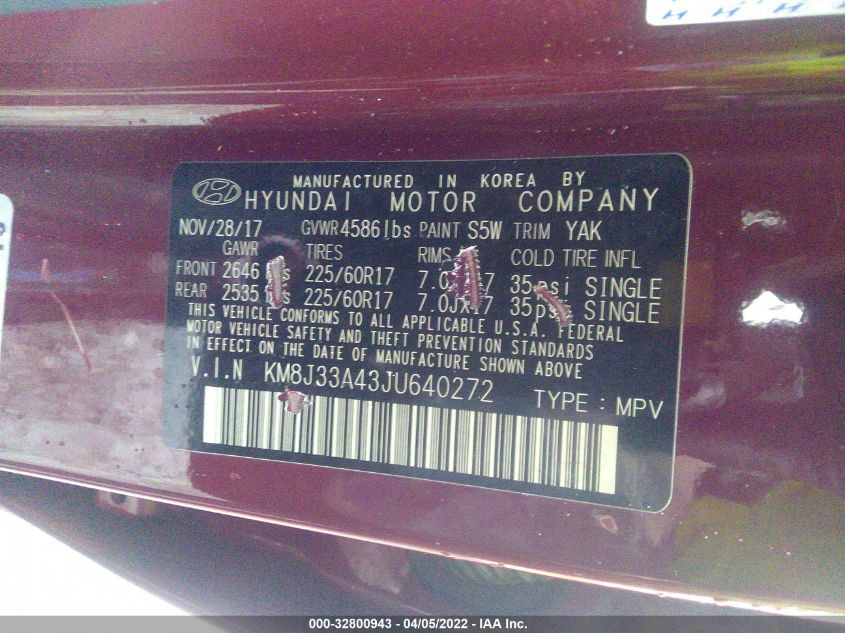 MANUFACTURED IN KOREA BY
HYUNDAI MOTOR COMPANY
NOV/28/17 GVWR 4586lbs PAINT S5W TRIM YAK
GAWR TIRES RIMS COLD TIRE INFL
FRONT 2646 225/60R17 35psi SINGLE
REAR 2535 lbs 225/60R17 7.0JX17 35psi SINGLE
THIS VEHICLE CONFORMS TO ALL APPLICABLE U.S.A. FEDERAL
MOTOR VEHICLE SAFETY AND THEFT PREVENTION STANDARDS
IN EFFECT ON THE DATE OF MANUFACTURE SHOWN ABOVE
V.I.N KM8J33A43JU640272 TYPE : MPV
000-32800943 - 04/05/2022 - IAA Inc.